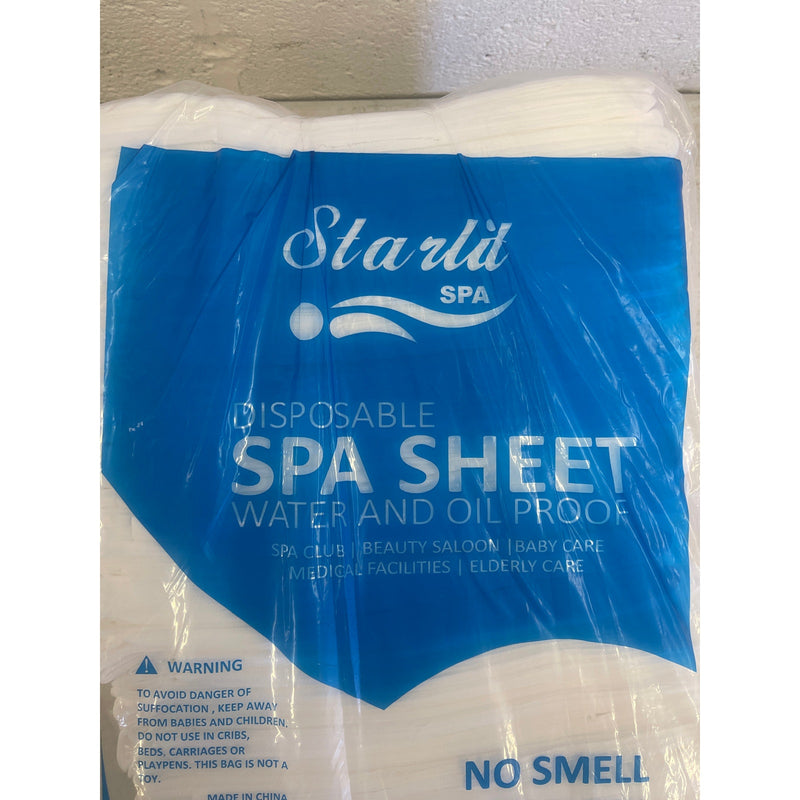 Starlit
SPA
DISPOSABLE
SPA SHEET
WATER AND OIL PROOF
SPA CLUB | BEAUTY SALOON | BABY CARE
MEDICAL FACILITIES | ELDERLY CARE
WARNING
TO AVOID DANGER OF
SUFFOCATION , KEEP AWAY
FROM BABIES AND CHILDREN.
DO NOT USE IN CRIBS,
BEDS, CARRIAGES OR
PLAYPENS. THIS BAG IS NOT A
TOY.
MADE IN CHINA
NO SMELL